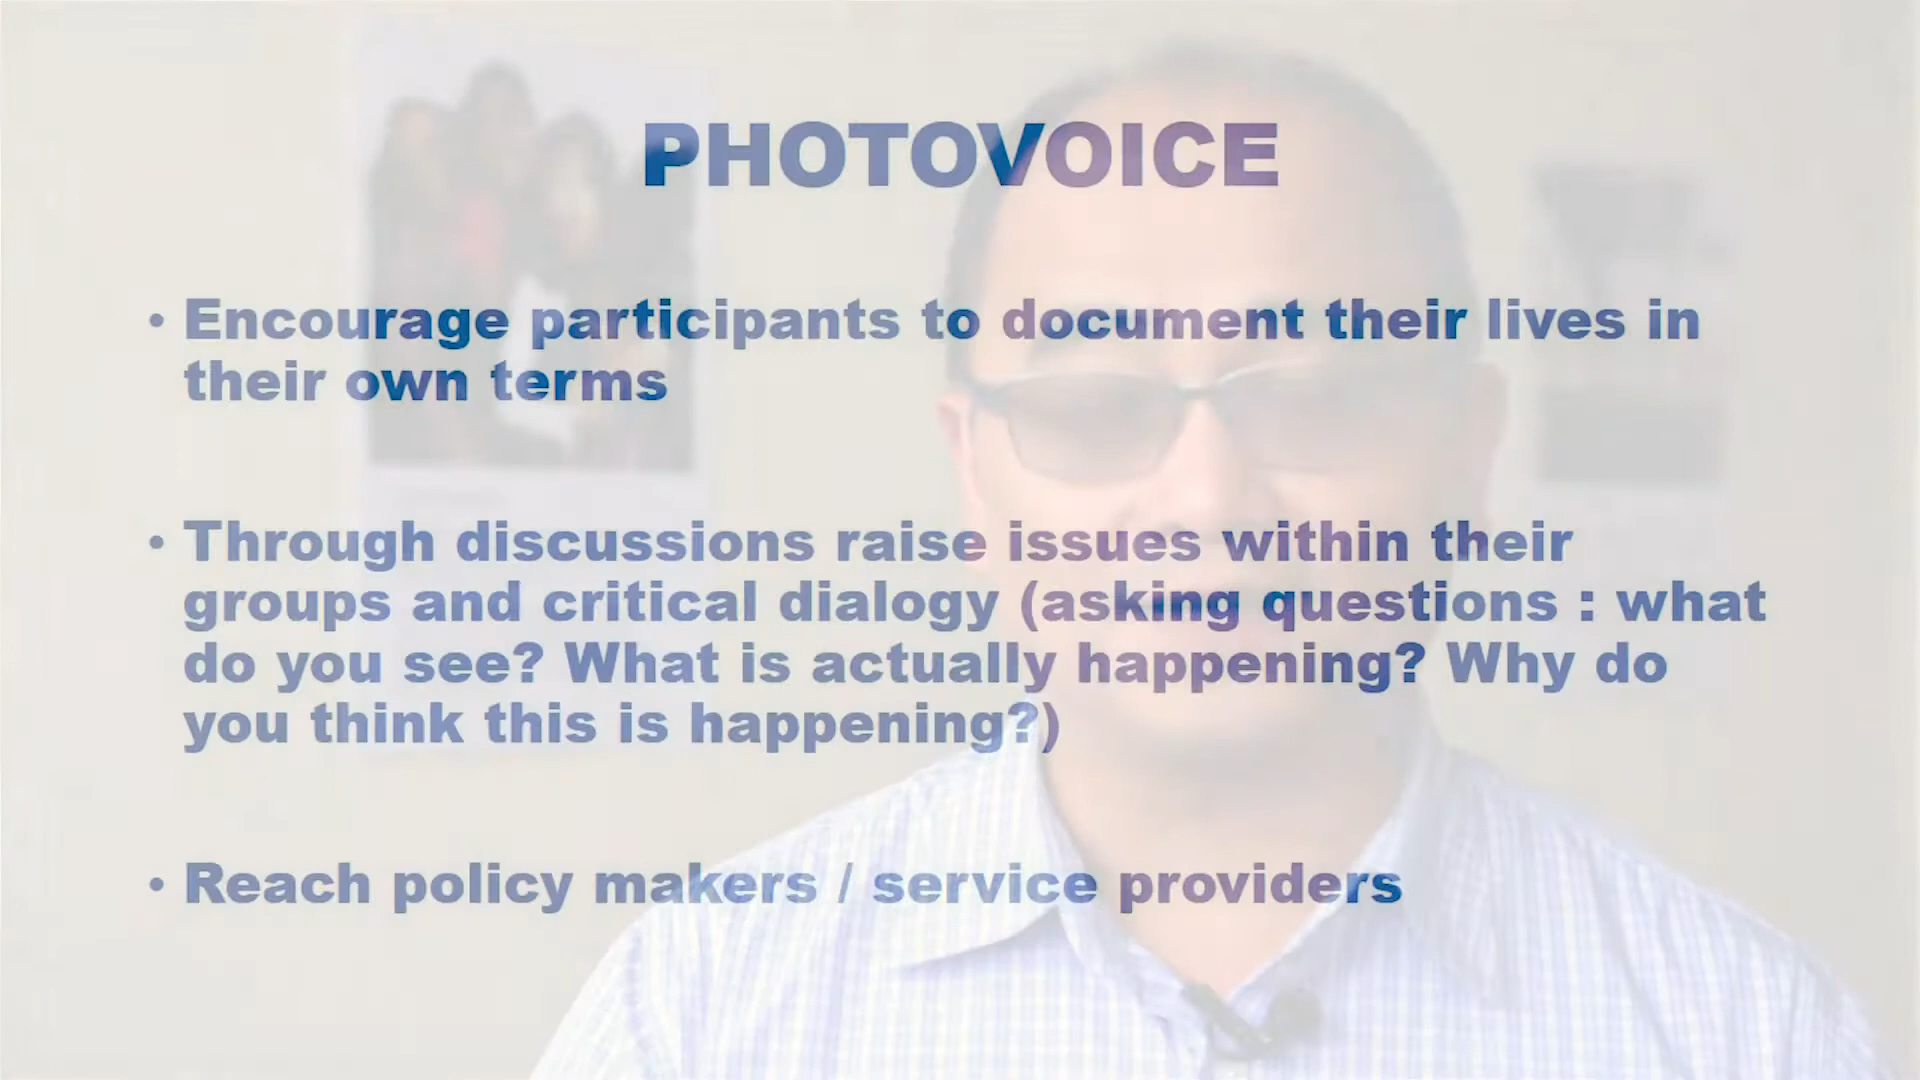 PHOTOVOICE
• Encourage participants to document their lives in
their own terms
• Through discussions raise issues within their
groups and critical dialogy (asking questions : what
do you see? What is actually happening? Why do
you think this is happening?)
• Reach policy makers / service providers